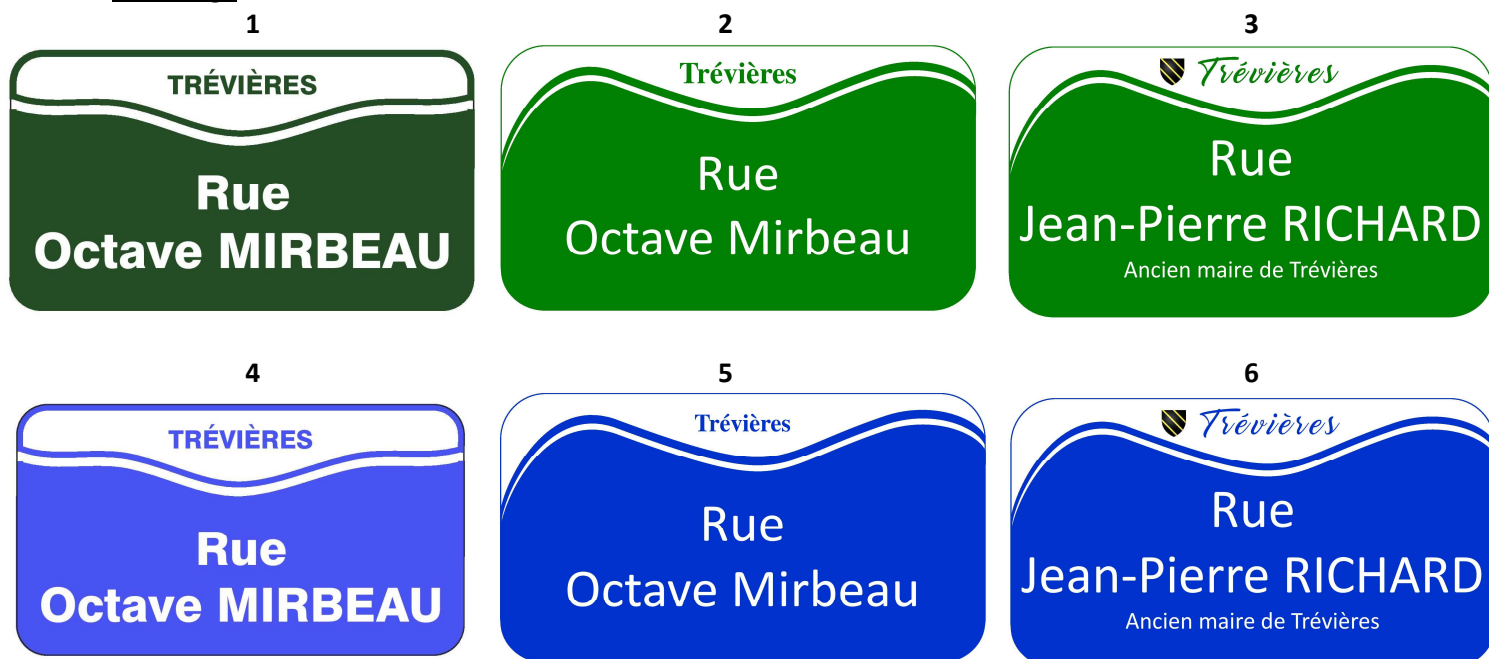 1
TRÉVIÈRES
Rue
Octave MIRBEAU
2
Trévières
Rue
Octave Mirbeau
3
Trévières
Rue
Jean-Pierre RICHARD
Ancien maire de Trévières
4
TRÉVIÈRES
Rue
Octave MIRBEAU
5
Trévières
Rue
Octave Mirbeau
6
Trévières
Rue
Jean-Pierre RICHARD
Ancien maire de Trévières